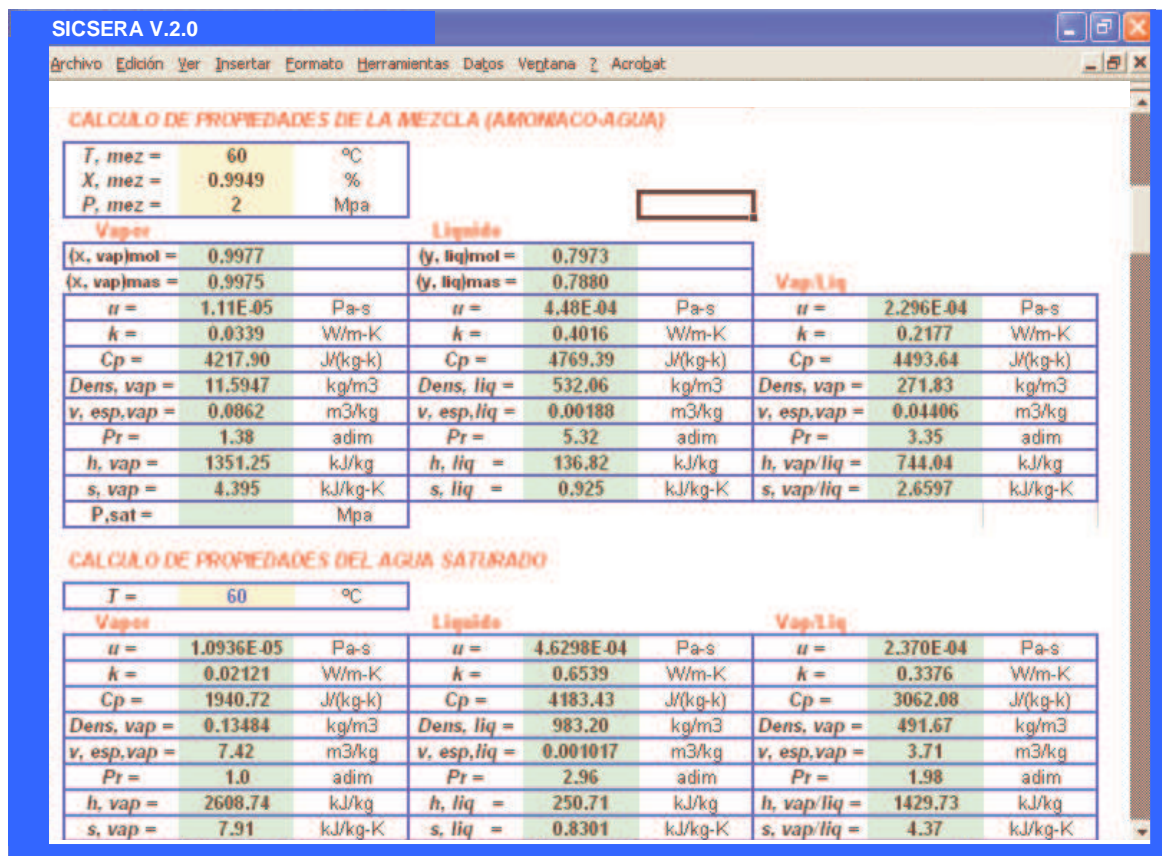 SICSERA V.2.0
Archivo Edición Ver Insertar Formato Herramientas Datos Ventana ? Acrobat
CALCULO DE PROPIEDADES DE LA MEZCLA (AMONIACO-AGUA)
T, mez = 60 ºC
X, mez = 0.9949 %
P, mez = 2 Mpa
Vapor Liquido
(x, vap)mol = 0.9977 (y, liq)mol = 0.7973
(x, vap)mas = 0.9975 (y, liq)mas = 0.7880 Vap/Liq
u = 1.11E-05 Pa-s u = 4.48E-04 Pa-s u = 2.296E-04 Pa-s
k = 0.0339 W/m-K k = 0.4016 W/m-K k = 0.2177 W/m-K
Cp = 4217.90 J/(kg-k) Cp = 4769.39 J/(kg-k) Cp = 4493.64 J/(kg-k)
Dens, vap = 11.5947 kg/m3 Dens, liq = 532.06 kg/m3 Dens, vap = 271.83 kg/m3
v, esp,vap = 0.0862 m3/kg v, esp,liq = 0.00188 m3/kg v, esp,vap = 0.04406 m3/kg
Pr = 1.38 adim Pr = 5.32 adim Pr = 3.35 adim
h, vap = 1351.25 kJ/kg h, liq = 136.82 kJ/kg h, vap/liq = 744.04 kJ/kg
s, vap = 4.395 kJ/kg-K s, liq = 0.925 kJ/kg-K s, vap/liq = 2.6597 kJ/kg-K
P,sat = Mpa
CALCULO DE PROPIEDADES DEL AGUA SATURADO
T = 60 ºC
Vapor Liquido Vap/Liq
u = 1.0936E-05 Pa-s u = 4.6298E-04 Pa-s u = 2.370E-04 Pa-s
k = 0.02121 W/m-K k = 0.6539 W/m-K k = 0.3376 W/m-K
Cp = 1940.72 J/(kg-k) Cp = 4183.43 J/(kg-k) Cp = 3062.08 J/(kg-k)
Dens, vap = 0.13484 kg/m3 Dens, liq = 983.20 kg/m3 Dens, vap = 491.67 kg/m3
v, esp,vap = 7.42 m3/kg v, esp,liq = 0.001017 m3/kg v, esp,vap = 3.71 m3/kg
Pr = 1.0 adim Pr = 2.96 adim Pr = 1.98 adim
h, vap = 2608.74 kJ/kg h, liq = 250.71 kJ/kg h, vap/liq = 1429.73 kJ/kg
s, vap = 7.91 kJ/kg-K s, liq = 0.8301 kJ/kg-K s, vap/liq = 4.37 kJ/kg-K